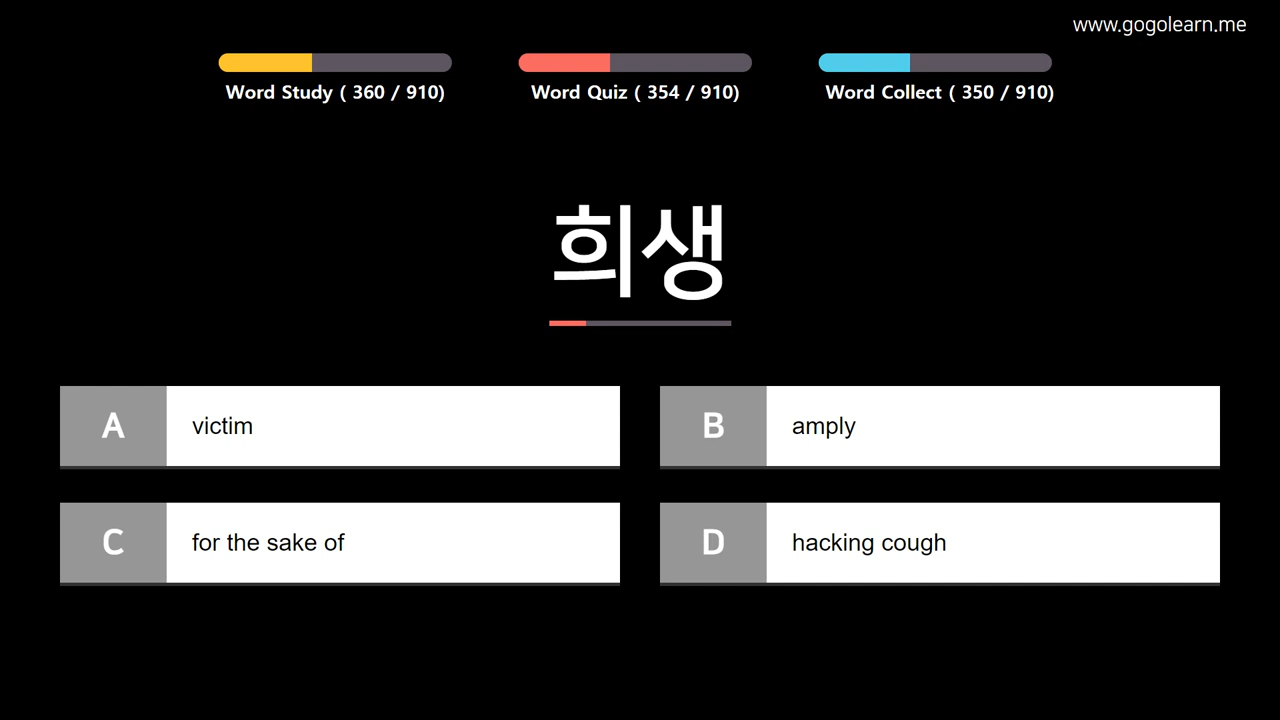 www.gogolearn.me
Word Study ( 360 / 910)
Word Quiz ( 354 / 910)
Word Collect ( 350 / 910)
희생
A victim
B amply
C for the sake of
D hacking cough